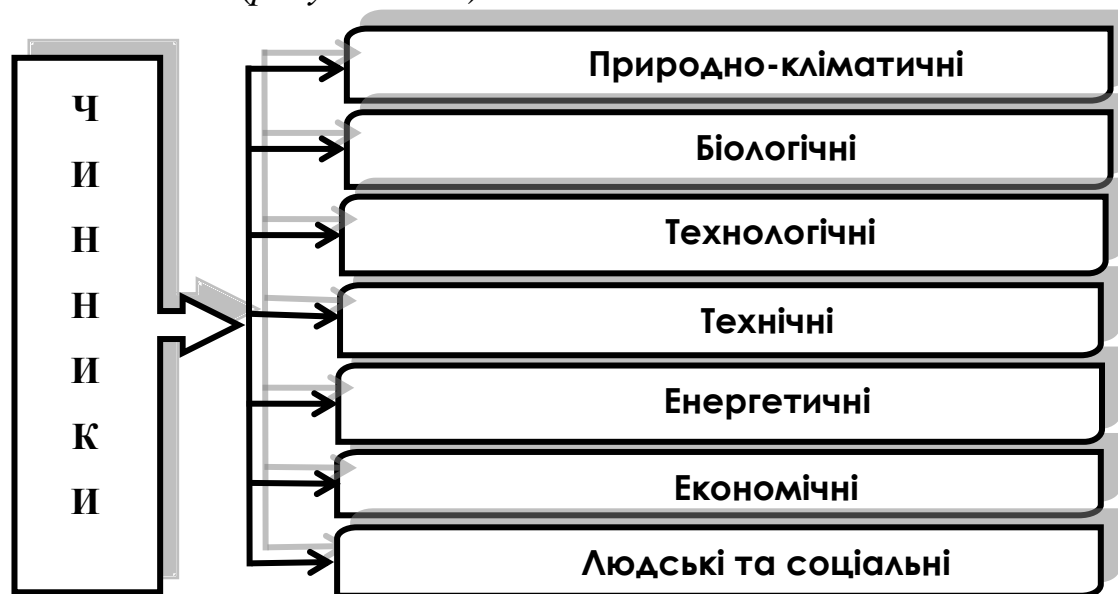 Ч
И
Н
Н
И
К
И
Природно-кліматичні
Біологічні
Технологічні
Технічні
Енергетичні
Економічні
Людські та соціальні